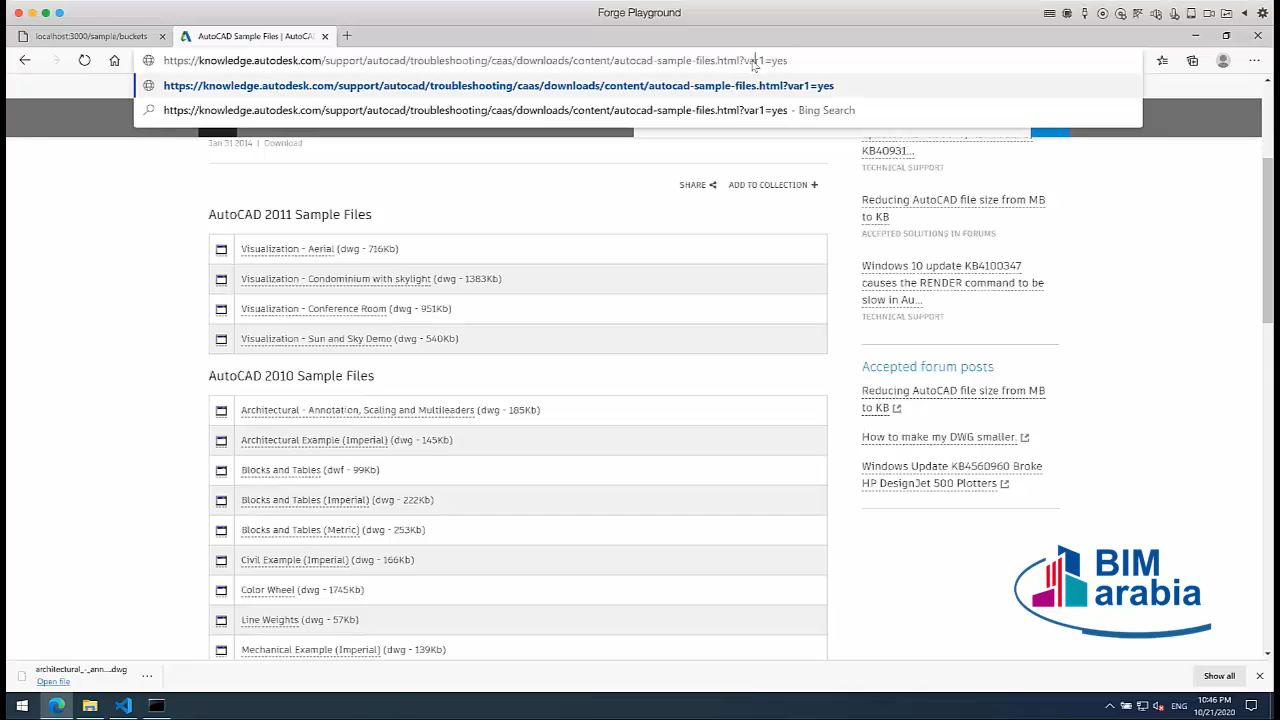 Forge Playground
localhost:3000/sample/buckets
AutoCAD Sample Files | AutoCA
https://knowledge.autodesk.com/support/autocad/troubleshooting/caas/downloads/content/autocad-sample-files.html?var1=yes
https://knowledge.autodesk.com/support/autocad/troubleshooting/caas/downloads/content/autocad-sample-files.html?var1=yes
https://knowledge.autodesk.com/support/autocad/troubleshooting/caas/downloads/content/autocad-sample-files.html?var1=yes - Bing Search
Jan 31 2014 | Download
SHARE
ADD TO COLLECTION
AutoCAD 2011 Sample Files
Visualization - Aerial (dwg - 716Kb)
Visualization - Condominium with skylight (dwg - 1383Kb)
Visualization - Conference Room (dwg - 951Kb)
Visualization - Sun and Sky Demo (dwg - 540Kb)
AutoCAD 2010 Sample Files
Architectural - Annotation, Scaling and Multileaders (dwg - 185Kb)
Architectural Example (Imperial) (dwg - 145Kb)
Blocks and Tables (dwf - 99Kb)
Blocks and Tables (Imperial) (dwg - 222Kb)
Blocks and Tables (Metric) (dwg - 253Kb)
Civil Example (Imperial) (dwg - 166Kb)
Color Wheel (dwg - 1745Kb)
Line Weights (dwg - 57Kb)
Mechanical Example (Imperial) (dwg - 139Kb)
KB40931...
TECHNICAL SUPPORT
Reducing AutoCAD file size from MB
to KB
ACCEPTED SOLUTIONS IN FORUMS
Windows 10 update KB4100347
causes the RENDER command to be
slow in Au...
TECHNICAL SUPPORT
Accepted forum posts
Reducing AutoCAD file size from MB
to KB
How to make my DWG smaller.
Windows Update KB4560960 Broke
HP DesignJet 500 Plotters
BIM
arabia
architectural_-_ann....dwg
Open file
Show all
ENG
10:46 PM
10/21/2020